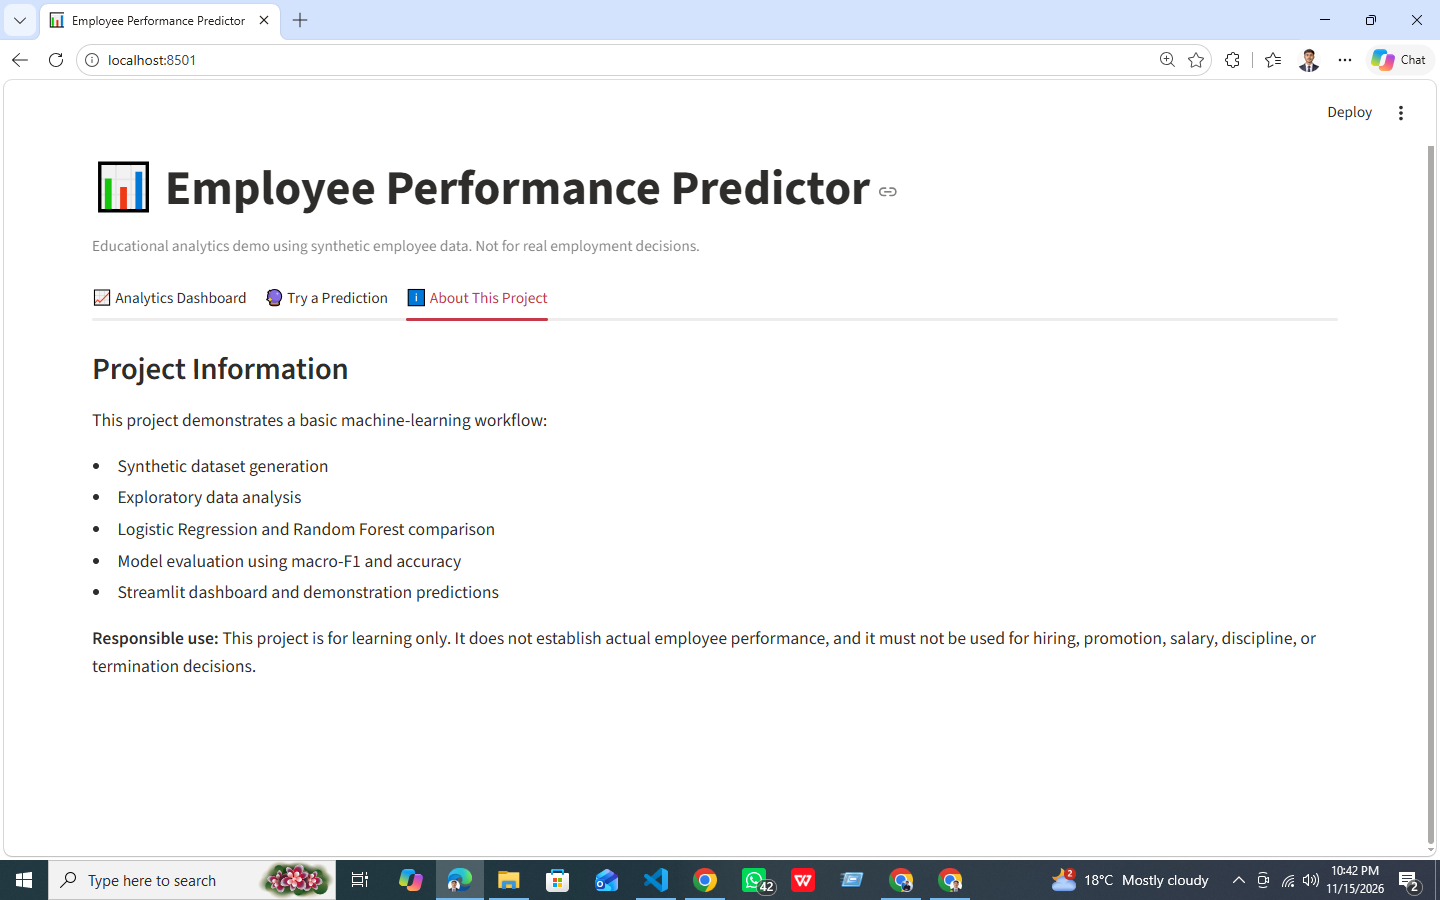 Employee Performance Predictor
localhost:8501
Chat
Deploy
Employee Performance Predictor
Educational analytics demo using synthetic employee data. Not for real employment decisions.
Analytics Dashboard
Try a Prediction
About This Project
Project Information
This project demonstrates a basic machine-learning workflow:
• Synthetic dataset generation
• Exploratory data analysis
• Logistic Regression and Random Forest comparison
• Model evaluation using macro-F1 and accuracy
• Streamlit dashboard and demonstration predictions
Responsible use: This project is for learning only. It does not establish actual employee performance, and it must not be used for hiring, promotion, salary, discipline, or
termination decisions.
Type here to search
42
W
2
18°C Mostly cloudy
10:42 PM
11/15/2026
2